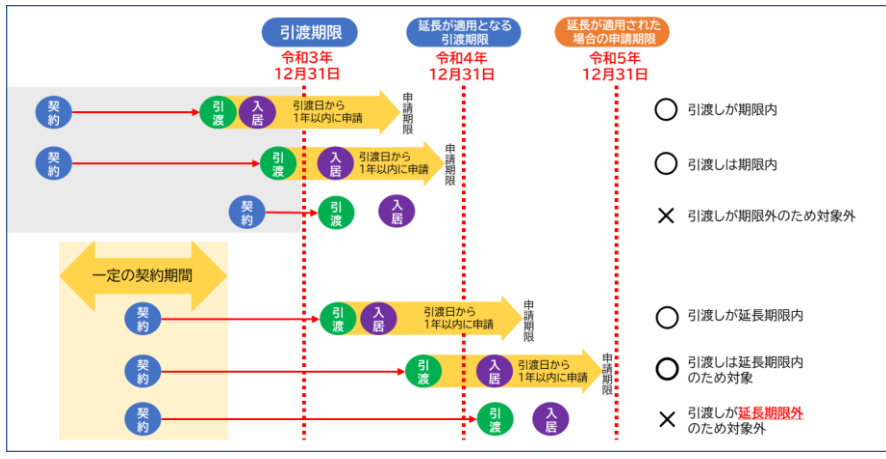 引渡期限
令和3年
12月31日
延長が適用となる
引渡期限
令和4年
12月31日
延長が適用された
場合の申請期限
令和5年
12月31日
契約
引渡
入居
引渡日から
1年以内に申請
申請期限
引渡しが期限内
契約
引渡
入居
引渡日から
1年以内に申請
申請期限
引渡しは期限内
契約
引渡
入居
引渡しが期限外のため対象外
一定の契約期間
契約
引渡
入居
引渡日から
1年以内に申請
申請期限
引渡しが延長期限内
契約
引渡
入居
引渡日から
1年以内に申請
申請期限
引渡しは延長期限内
のため対象
契約
引渡
入居
引渡しが延長期限外
のため対象外